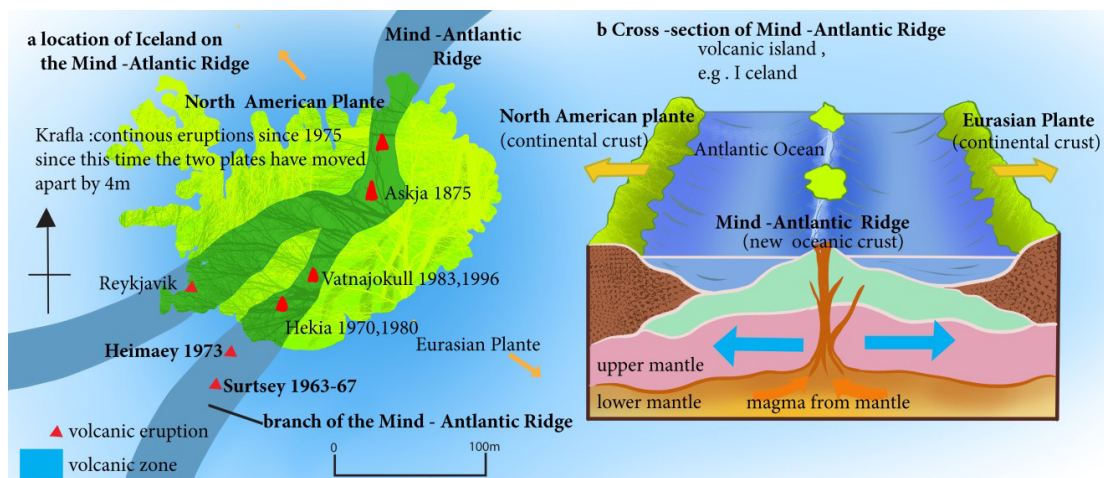 a location of Iceland on
the Mind -Atlantic Ridge
Mind -Antlantic
Ridge
North American Plante
Krafla :continous eruptions since 1975
since this time the two plates have moved
apart by 4m
Askja 1875
Reykjavik
Vatnajokull 1983,1996
Hekia 1970,1980
Heimaey 1973
Eurasian Plante
Surtsey 1963-67
branch of the Mind - Antlantic Ridge
volcanic eruption
volcanic zone
0
100m
b Cross -section of Mind -Antlantic Ridge
volcanic island ,
e.g . I celand
North American plante
(continental crust)
Eurasian Plante
(continental crust)
Antlantic Ocean
Mind -Antlantic Ridge
(new oceanic crust)
upper mantle
lower mantle
magma from mantle